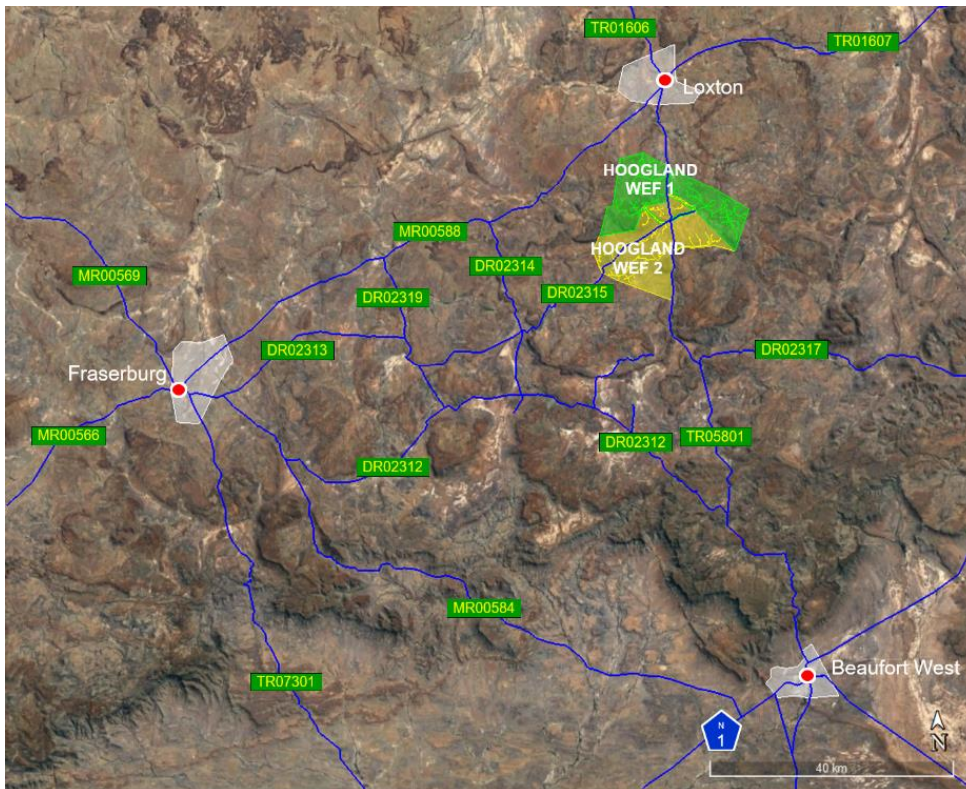 TR01606
TR01607
Loxton
HOOGLAND
WEF 1
MR00588
HOOGLAND
WEF 2
DR02314
MR00569
DR02319
DR02315
DR02313
DR02317
Fraserburg
MR00566
DR02312
DR02312
TR05801
MR00584
Beaufort West
TR07301
N
1
N
40 km